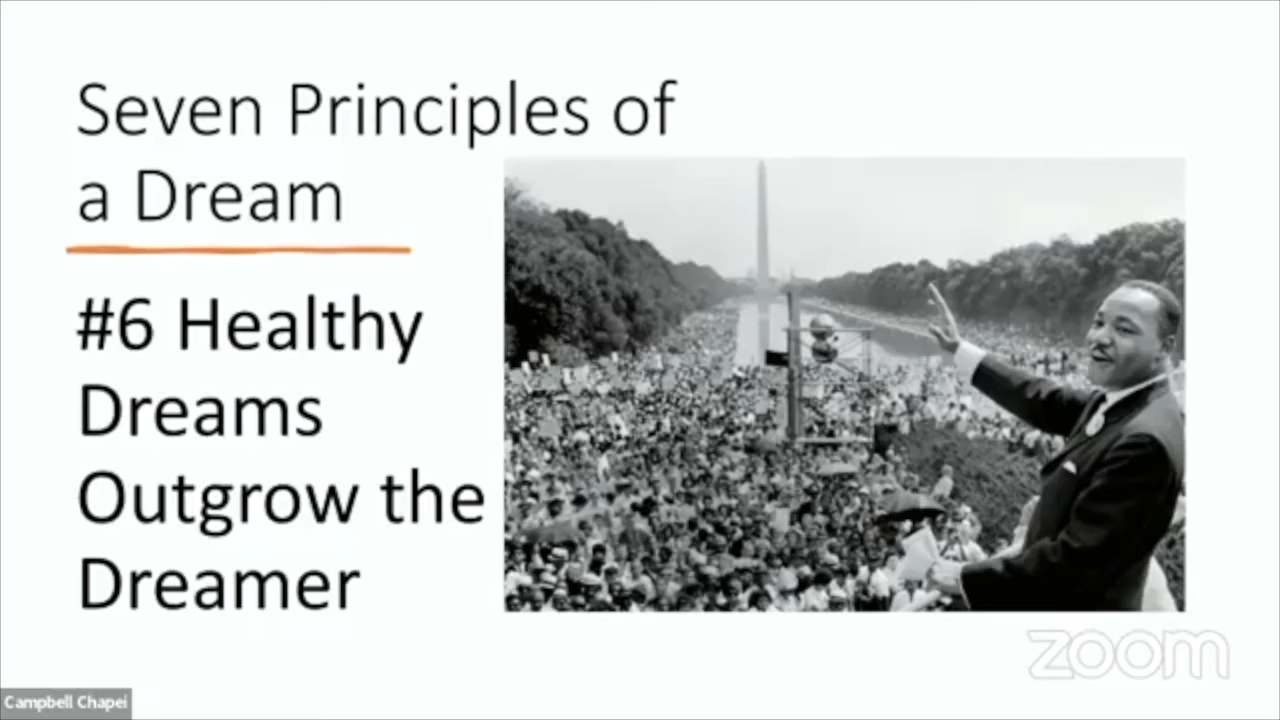 Seven Principles of
a Dream
#6 Healthy
Dreams
Outgrow the
Dreamer
zoom
Campbell Chapel